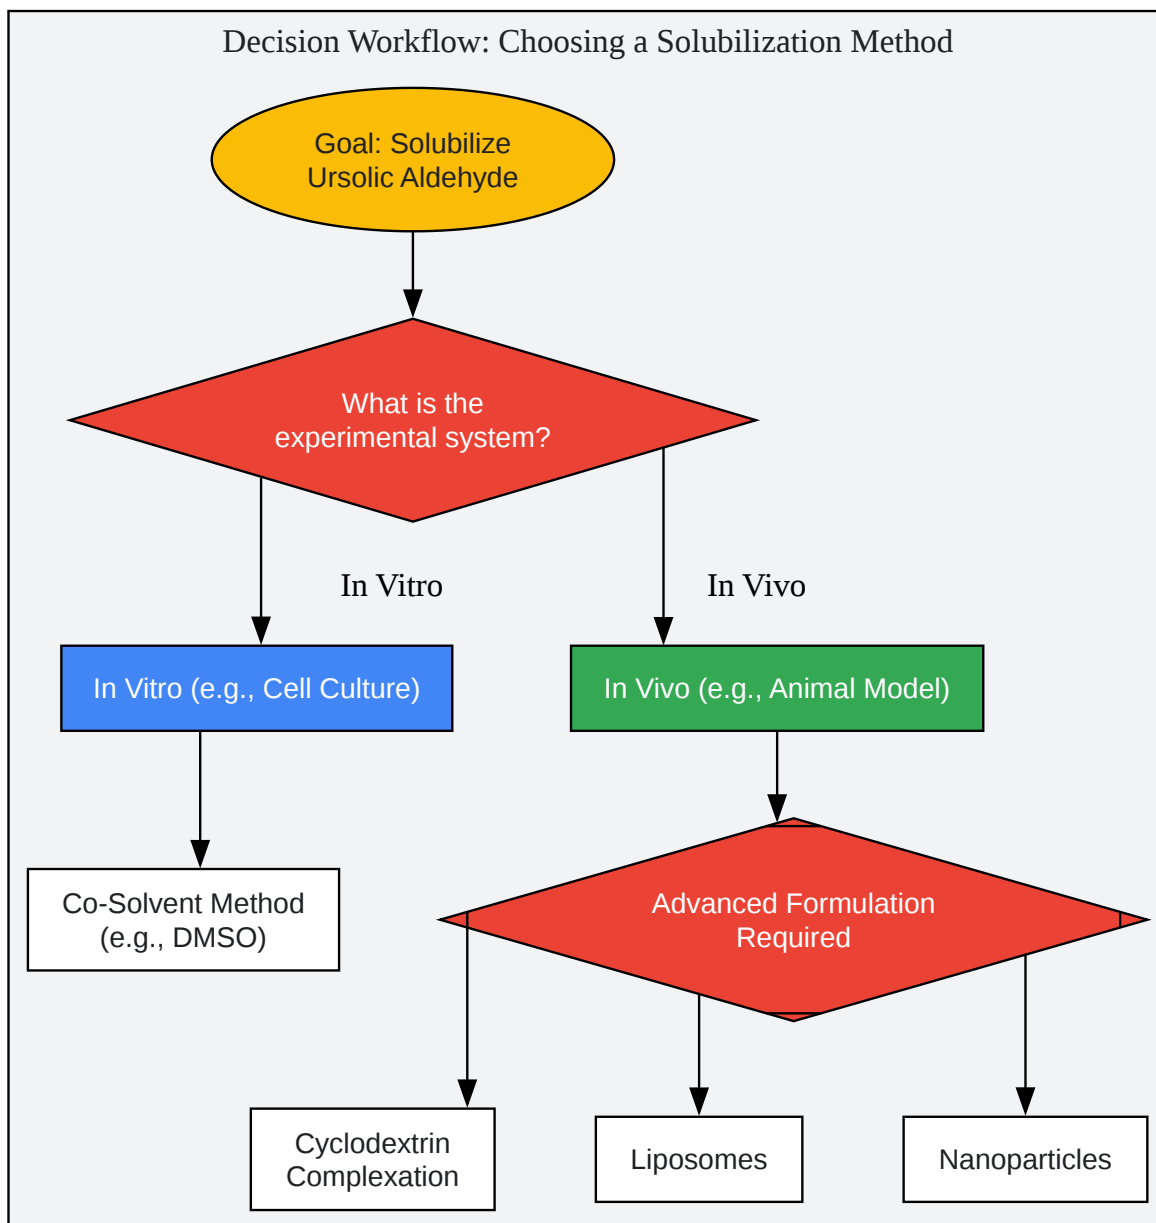 Decision Workflow: Choosing a Solubilization Method
Goal: Solubilize
Ursolic Aldehyde
What is the
experimental system?
In Vitro
In Vivo
In Vitro (e.g., Cell Culture)
In Vivo (e.g., Animal Model)
Co-Solvent Method
(e.g., DMSO)
Advanced Formulation
Required
Cyclodextrin
Complexation
Liposomes
Nanoparticles